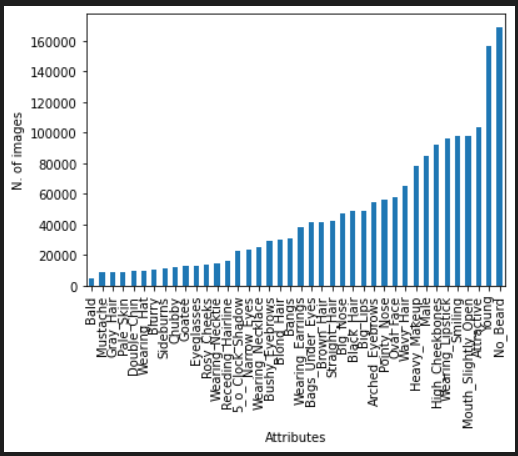 N. of images
160000
140000
120000
100000
80000
60000
40000
20000
0
Bald
Mustache
Gray_Hair
Pale_Skin
Double_Chin
Wearing_Hat
Blurry
Sideburns
Chubby
Goatee
Eyeglasses
Rosy_Cheeks
Wearing_Necktie
Receding_Hairline
5_o_Clock_Shadow
Narrow_Eyes
Wearing_Necklace
Bushy_Eyebrows
Blond_Hair
Bangs
Wearing_Earrings
Bags_Under_Eyes
Brown_Hair
Straight_Hair
Big_Nose
Black_Hair
Big_Lips
Arched_Eyebrows
Pointy_Nose
Oval_Face
Wavy_Hair
Heavy_Makeup
Male
High_Cheekbones
Wearing_Lipstick
Smiling
Mouth_Slightly_Open
Attractive
Young
No_Beard
Attributes